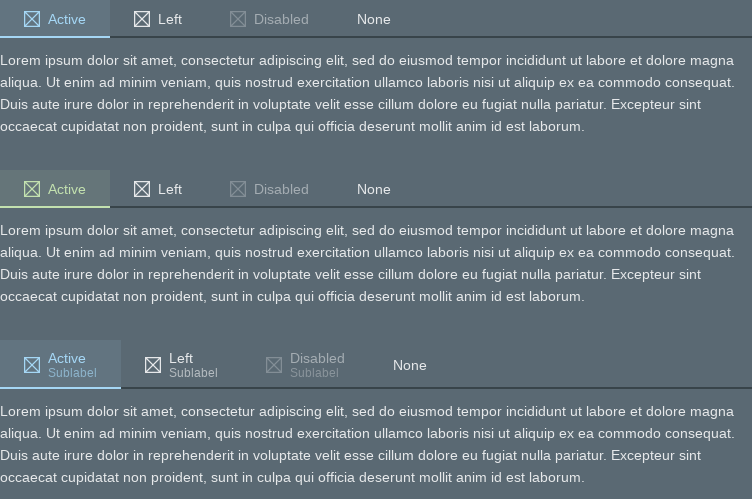 Active Left Disabled None
Lorem ipsum dolor sit amet, consectetur adipiscing elit, sed do eiusmod tempor incididunt ut labore et dolore magna
aliqua. Ut enim ad minim veniam, quis nostrud exercitation ullamco laboris nisi ut aliquip ex ea commodo consequat.
Duis aute irure dolor in reprehenderit in voluptate velit esse cillum dolore eu fugiat nulla pariatur. Excepteur sint
occaecat cupidatat non proident, sunt in culpa qui officia deserunt mollit anim id est laborum.
Active Left Disabled None
Lorem ipsum dolor sit amet, consectetur adipiscing elit, sed do eiusmod tempor incididunt ut labore et dolore magna
aliqua. Ut enim ad minim veniam, quis nostrud exercitation ullamco laboris nisi ut aliquip ex ea commodo consequat.
Duis aute irure dolor in reprehenderit in voluptate velit esse cillum dolore eu fugiat nulla pariatur. Excepteur sint
occaecat cupidatat non proident, sunt in culpa qui officia deserunt mollit anim id est laborum.
Active Left Disabled None
Sublabel Sublabel Sublabel
Lorem ipsum dolor sit amet, consectetur adipiscing elit, sed do eiusmod tempor incididunt ut labore et dolore magna
aliqua. Ut enim ad minim veniam, quis nostrud exercitation ullamco laboris nisi ut aliquip ex ea commodo consequat.
Duis aute irure dolor in reprehenderit in voluptate velit esse cillum dolore eu fugiat nulla pariatur. Excepteur sint
occaecat cupidatat non proident, sunt in culpa qui officia deserunt mollit anim id est laborum.